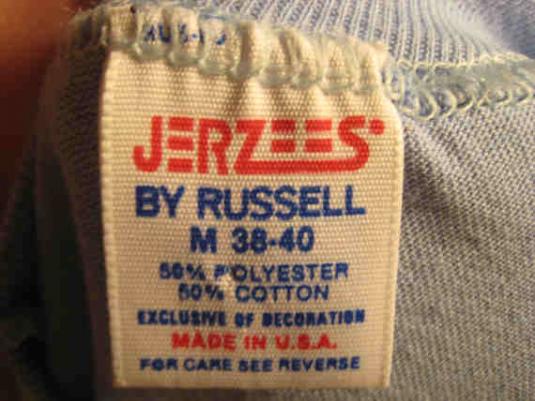 JERZEES
BY RUSSELL
M 38-40
50% POLYESTER
50% COTTON
EXCLUSIVE OF DECORATION
MADE IN U.S.A.
FOR CARE SEE REVERSE